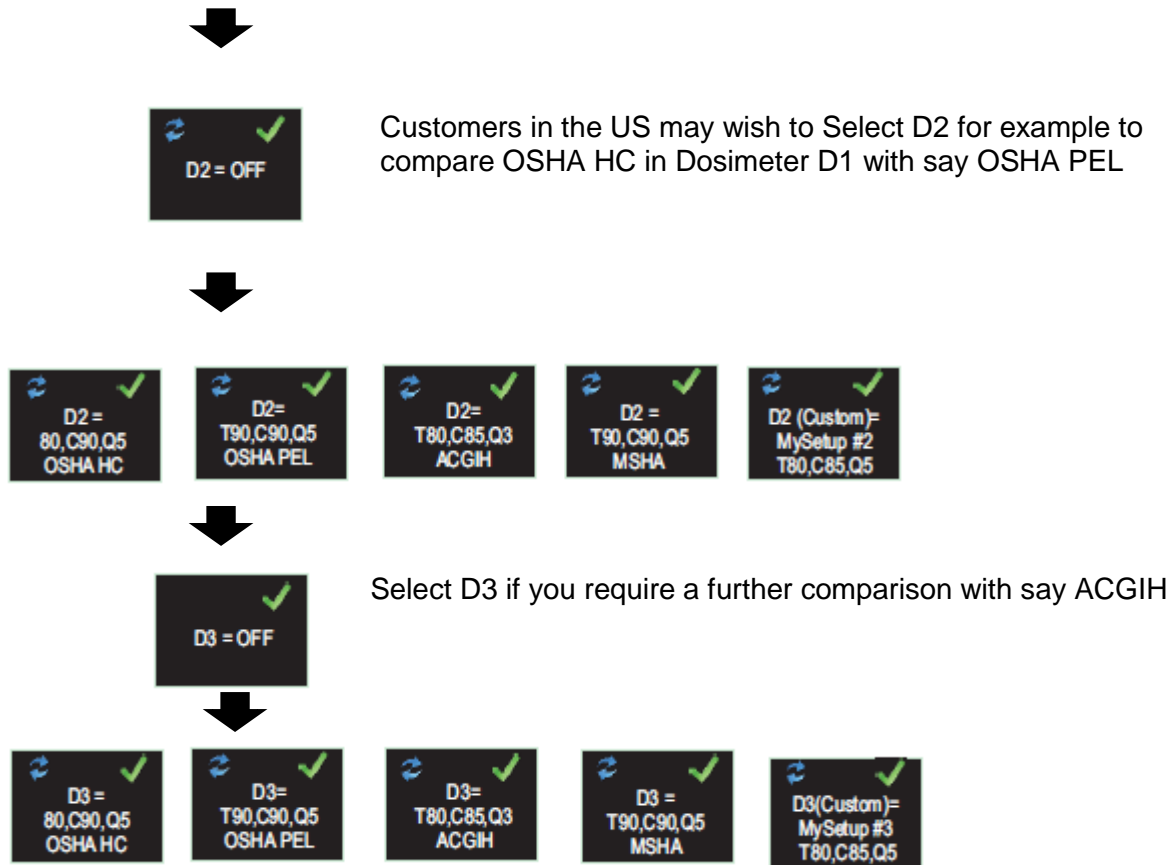 D2 = OFF
Customers in the US may wish to Select D2 for example to
compare OSHA HC in Dosimeter D1 with say OSHA PEL
D2 =
80,C90,Q5
OSHA HC
D2=
T90,C90,Q5
OSHA PEL
D2=
T80,C85,Q3
ACGIH
D2 =
T90,C90,Q5
MSHA
D2 (Custom)=
MySetup #2
T80,C85,Q5
D3 = OFF
Select D3 if you require a further comparison with say ACGIH
D3 =
80,C90,Q5
OSHA HC
D3=
T90,C90,Q5
OSHA PEL
D3=
T80,C85,Q3
ACGIH
D3 =
T90,C90,Q5
MSHA
D3(Custom)=
MySetup #3
T80,C85,Q5